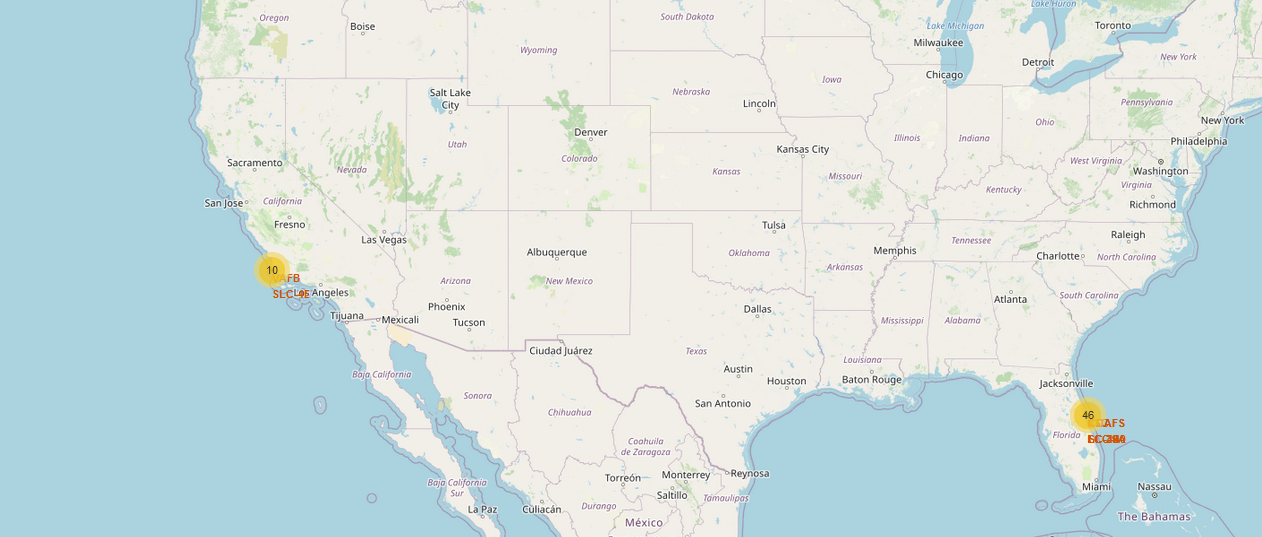 Oregon
Boise
South Dakota
Lake Michigan
Lake Huron
Toronto
Milwaukee
Wyoming
Detroit
New York
Chicago
Iowa
Salt Lake
City
Nebraska
Lincoln
Pennsylvania
New York
Denver
Ohio
Philadelphia
Utah
Illinois
Indiana
Sacramento
Nevada
Colorado
Kansas City
Kansas
Missouri
West Virginia
Washington
Virginia
Kentucky
San Jose
California
Richmond
Fresno
Tulsa
Las Vegas
Tennessee
Raleigh
Albuquerque
Oklahoma
Memphis
Charlotte
North Carolina
10
AFB
Arizona
New Mexico
Arkansas
SLC-4E
Los Angeles
South Carolina
Atlanta
Phoenix
Dallas
Tijuana
Mexicali
Tucson
Mississippi
Alabama
Ciudad Juárez
Texas
Louisiana
Baja California
Austin
Baton Rouge
Houston
Jacksonville
Sonora
San Antonio
Chihuahua
46
AFS
Florida
Coahuila
de Zaragoza
Baja California
Sur
Torreón
Monterrey
Reynosa
Miami
Nassau
Saltillo
Tamaulipas
La Paz
Culiacán
Durango
México
The Bahamas